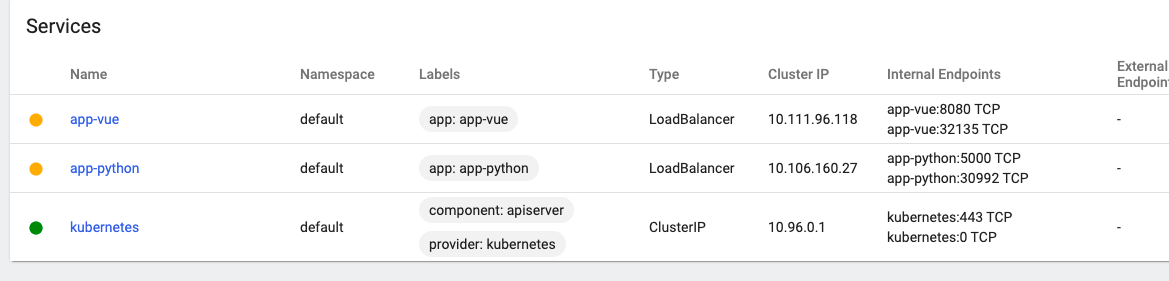 Services
Name Namespace Labels Type Cluster IP Internal Endpoints External Endpoin
app-vue default app: app-vue LoadBalancer 10.111.96.118 app-vue:8080 TCP
app-vue:32135 TCP -
app-python default app: app-python LoadBalancer 10.106.160.27 app-python:5000 TCP
app-python:30992 TCP -
kubernetes default component: apiserver
provider: kubernetes ClusterIP 10.96.0.1 kubernetes:443 TCP
kubernetes:0 TCP -